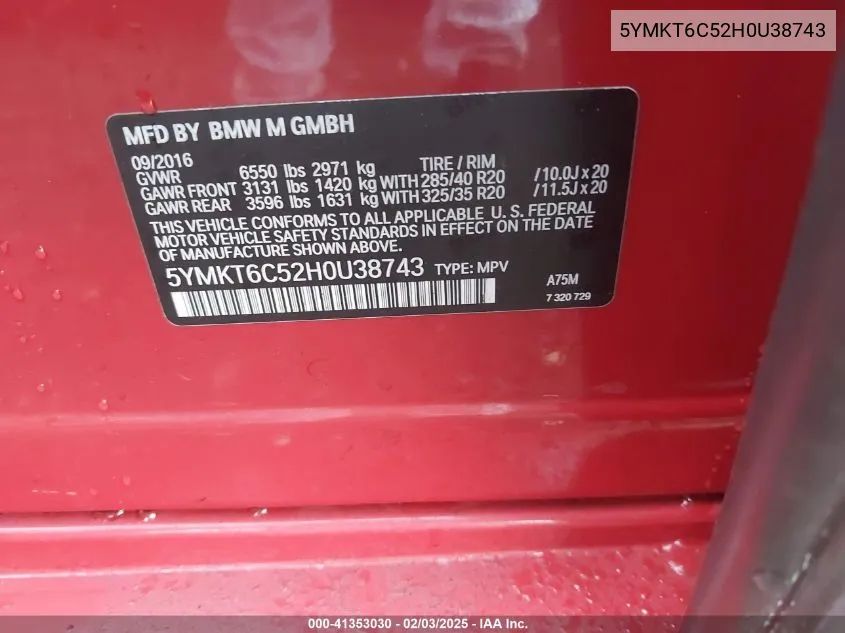 5YMKT6C52H0U38743
MFD BY BMW M GMBH
09/2016
GVWR 6550 lbs 2971 kg TIRE / RIM
GAWR FRONT 3131 lbs 1420 kg WITH 285/40 R20 /10.0J x 20
GAWR REAR 3596 lbs 1631 kg WITH 325/35 R20 /11.5J x 20
THIS VEHICLE CONFORMS TO ALL APPLICABLE U. S. FEDERAL
MOTOR VEHICLE SAFETY STANDARDS IN EFFECT ON THE DATE
OF MANUFACTURE SHOWN ABOVE.
5YMKT6C52H0U38743 TYPE: MPV
A75M
7 320 729
000-41353030 - 02/03/2025 - IAAI Inc.